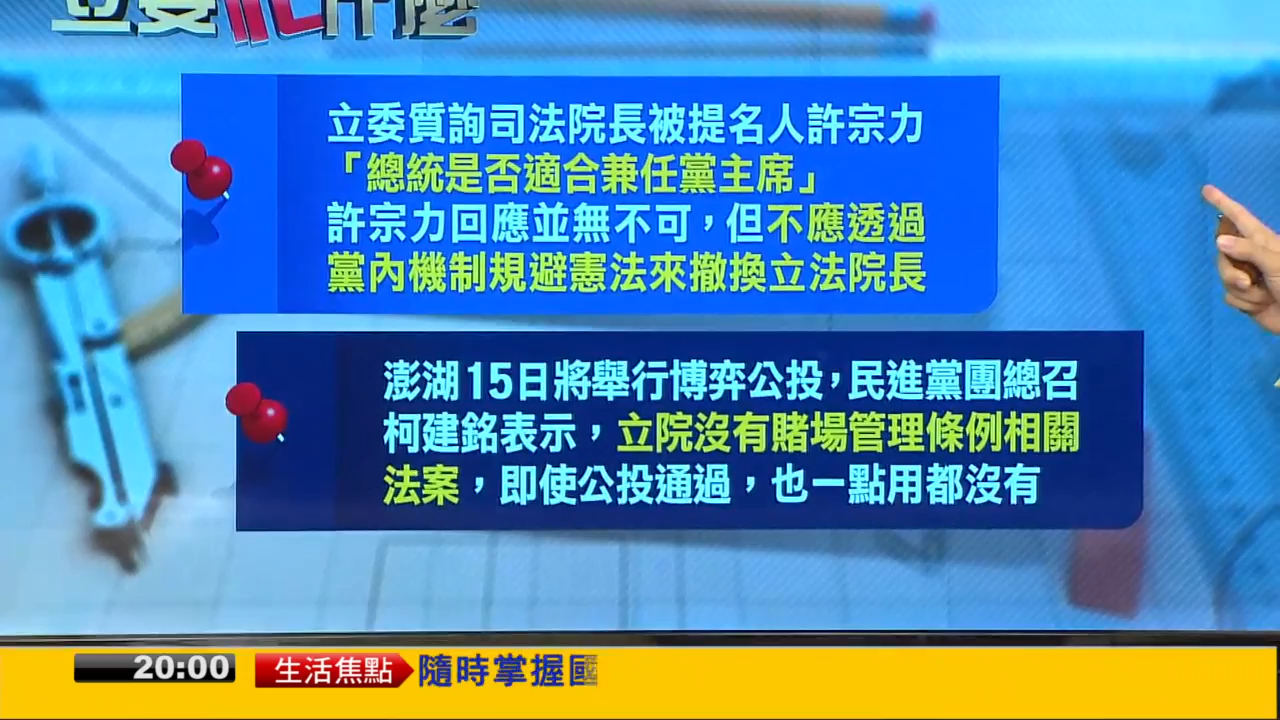 立委忙什麼
立委質詢司法院長被提名人許宗力
「總統是否適合兼任黨主席」
許宗力回應並無不可，但不應透過
黨內機制規避憲法來撤換立法院長
澎湖15日將舉行博弈公投，民進黨團總召
柯建銘表示，立院沒有賭場管理條例相關
法案，即使公投通過，也一點用都沒有
20:00 生活焦點 隨時掌握